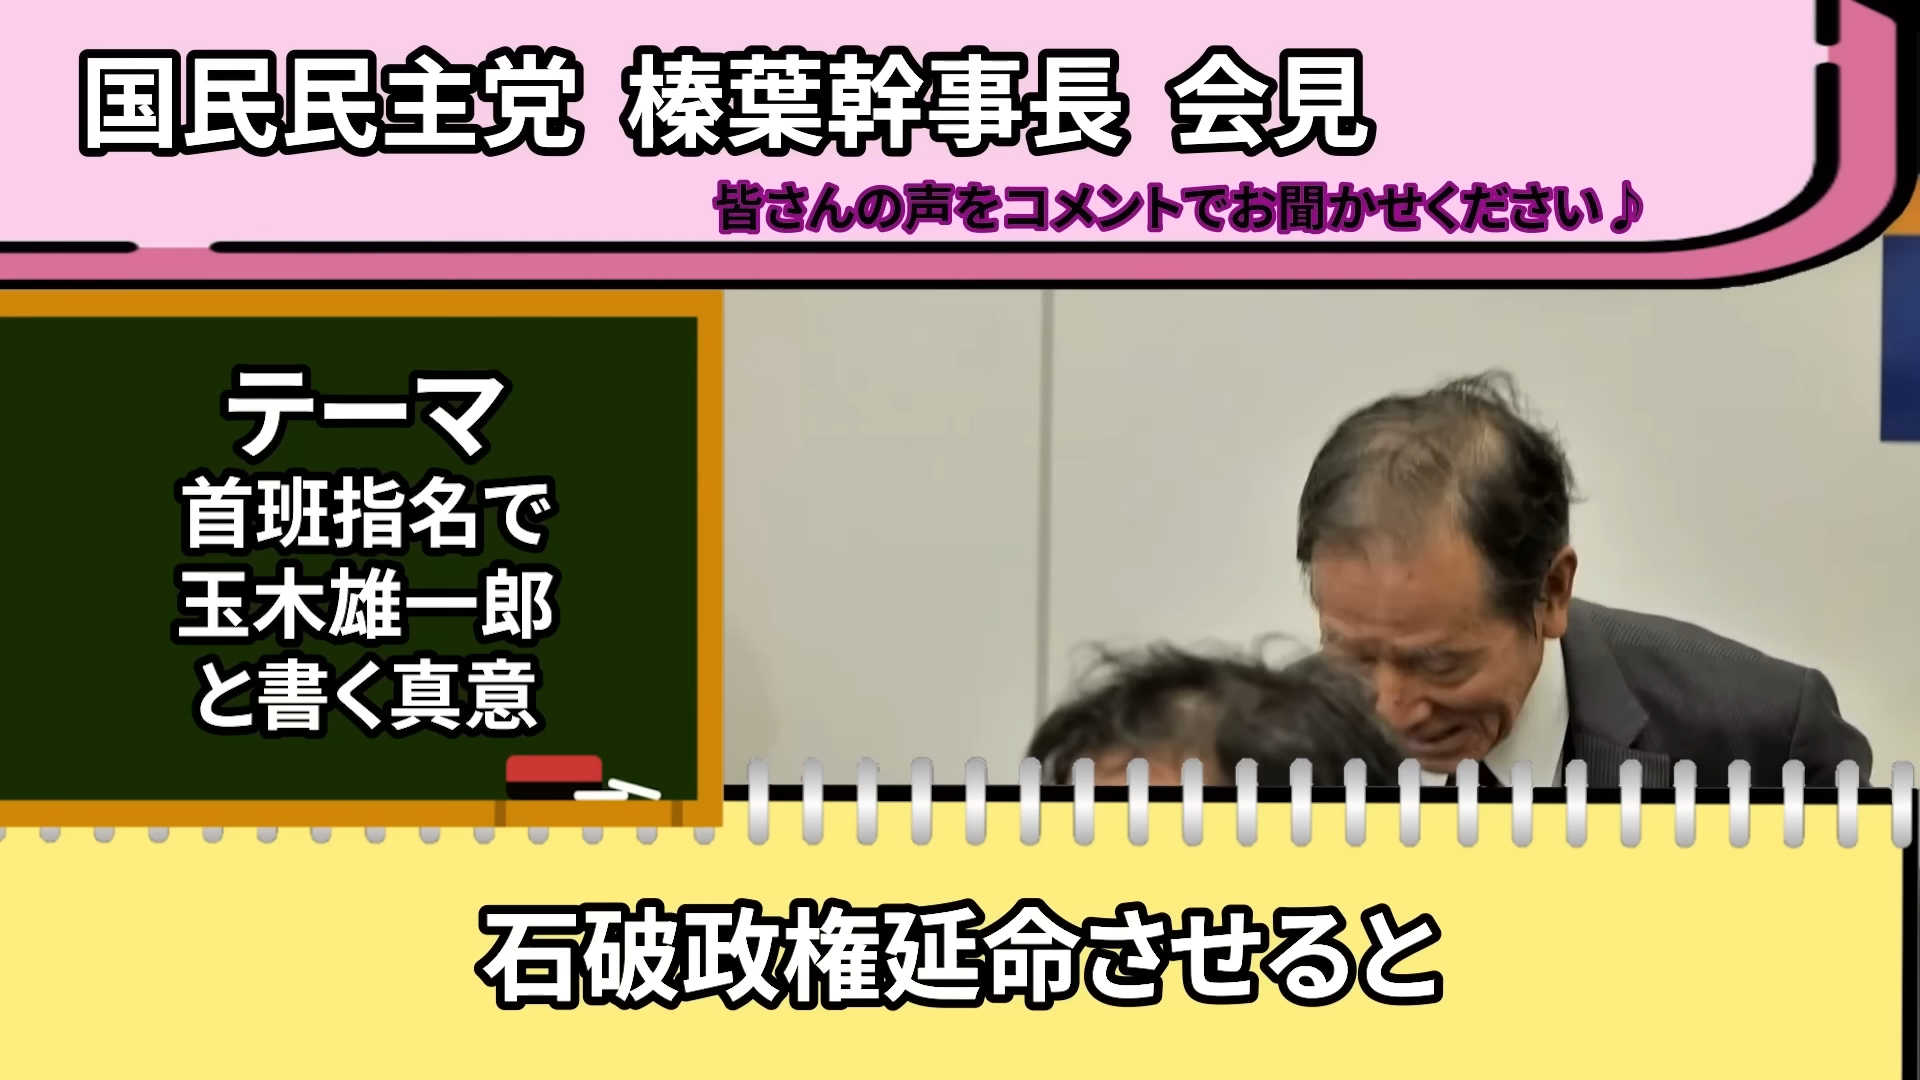 国民民主党 榛葉幹事長 会見
皆さんの声をコメントでお聞かせください♪
テーマ
首班指名で
玉木雄一郎
と書く真意
石破政権延命させると